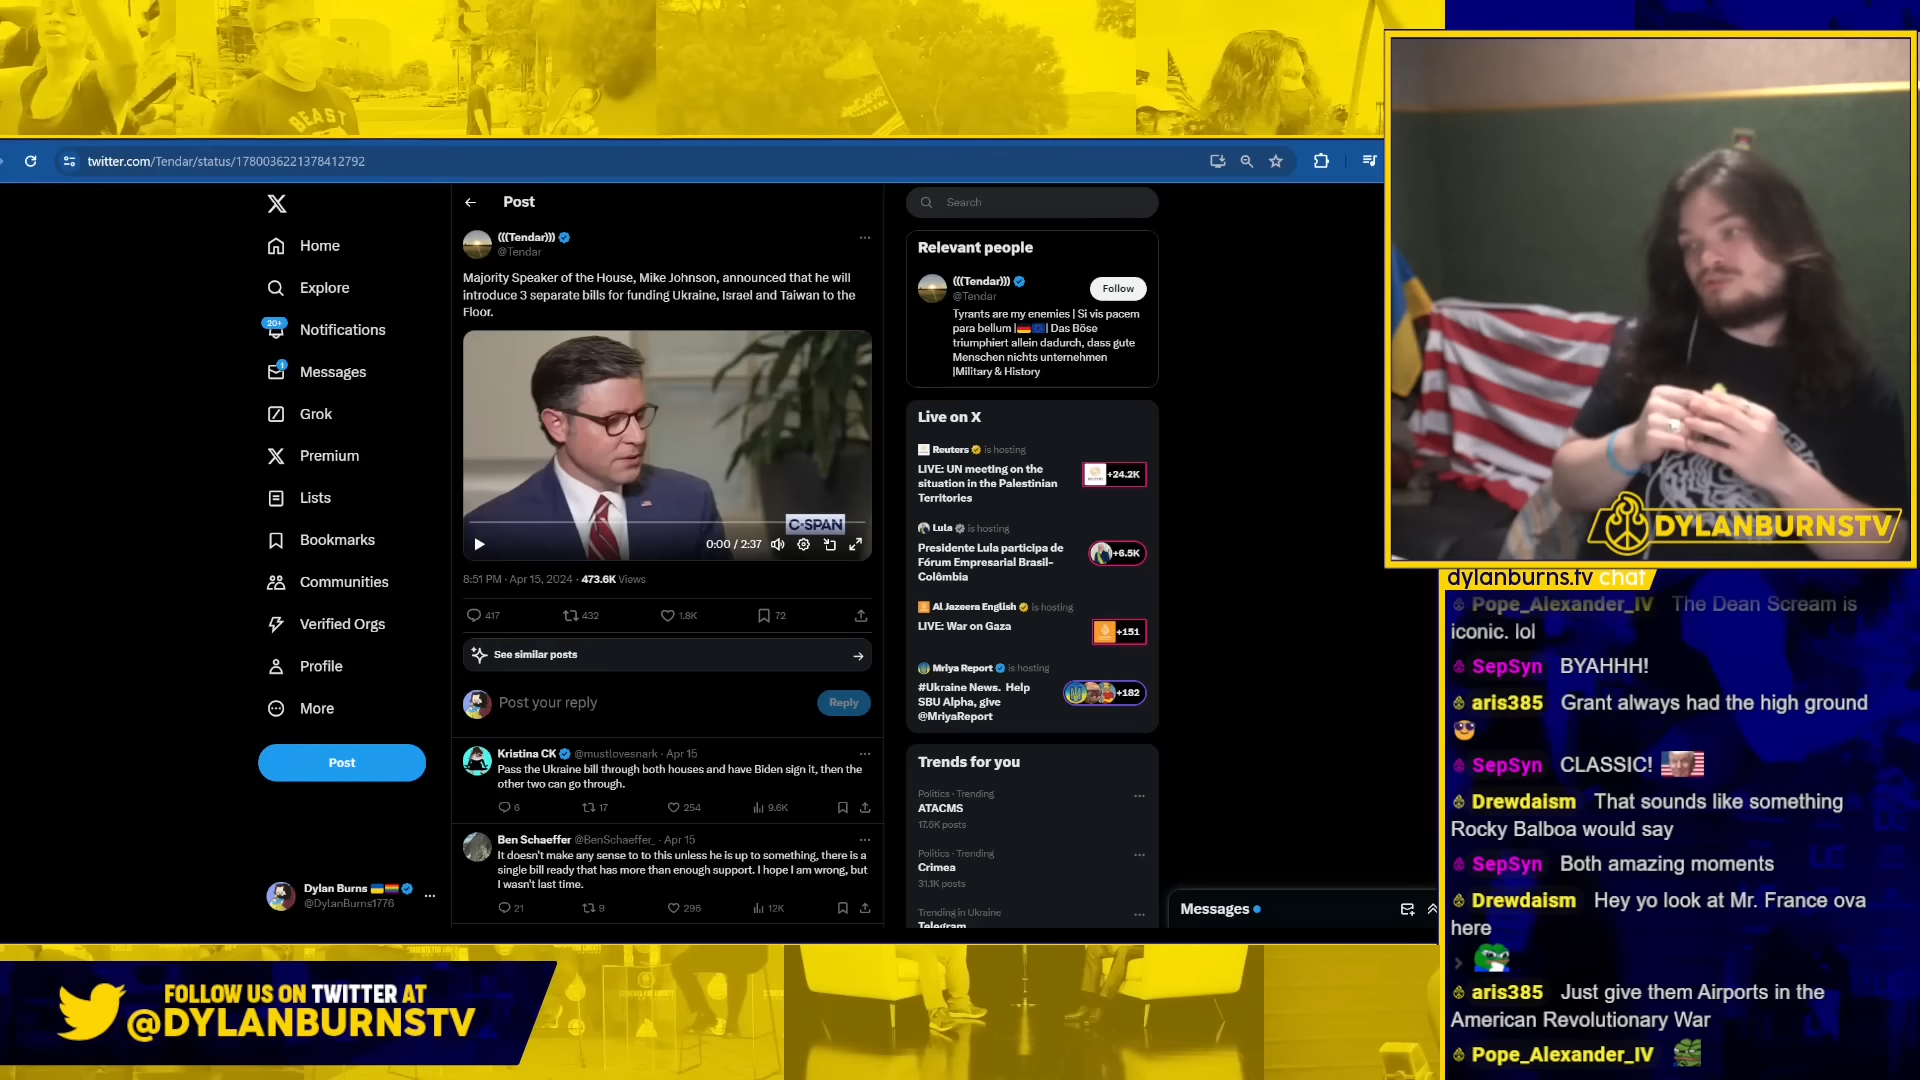 BEAST
twitter.com/Tendar/status/1780036221378412792
Home
Explore
20+
Notifications
1
Messages
Grok
Premium
Lists
Bookmarks
Communities
Verified Orgs
Profile
More
Post
Dylan Burns
@DylanBurns1776
Post
(((Tendar)))
@Tendar
Majority Speaker of the House, Mike Johnson, announced that he will
introduce 3 separate bills for funding Ukraine, Israel and Taiwan to the
Floor.
C-SPAN
0:00 / 2:37
8:51 PM · Apr 15, 2024 · 473.6K Views
417
432
1.8K
72
See similar posts
Post your reply
Reply
Kristina CK @mustlovesnark · Apr 15
Pass the Ukraine bill through both houses and have Biden sign it, then the
other two can go through.
6
17
254
9.6K
Ben Schaeffer @BenSchaeffer_ · Apr 15
It doesn't make any sense to to this unless he is up to something, there is a
single bill ready that has more than enough support. I hope I am wrong, but
I wasn't last time.
21
9
296
12K
Search
Relevant people
(((Tendar)))
@Tendar
Follow
Tyrants are my enemies | Si vis pacem
para bellum | | Das Böse
triumphiert allein dadurch, dass gute
Menschen nichts unternehmen
|Military & History
Live on X
Reuters is hosting
LIVE: UN meeting on the
situation in the Palestinian
Territories
+24.2K
Lula is hosting
Presidente Lula participa de
Fórum Empresarial Brasil-
Colômbia
+6.5K
Al Jazeera English is hosting
LIVE: War on Gaza
+151
Mriya Report is hosting
#Ukraine News. Help
SBU Alpha, give
@MriyaReport
+182
Trends for you
Politics · Trending
ATACMS
17.6K posts
Politics · Trending
Crimea
31.1K posts
Trending in Ukraine
Telegram
Messages
DYLANBURNSTV
dylanburns.tv chat
Pope_Alexander_IV The Dean Scream is
iconic. lol
SepSyn BYAHHH!
aris385 Grant always had the high ground
SepSyn CLASSIC!
Drewdaism That sounds like something
Rocky Balboa would say
SepSyn Both amazing moments
Drewdaism Hey yo look at Mr. France ova
here
aris385 Just give them Airports in the
American Revolutionary War
Pope_Alexander_IV
FOLLOW US ON TWITTER AT
@DYLANBURNSTV